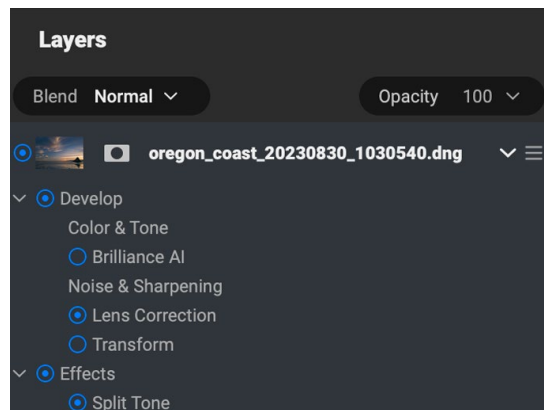 Layers
Blend Normal Opacity 100
oregon_coast_20230830_1030540.dng
Develop
Color & Tone
Brilliance AI
Noise & Sharpening
Lens Correction
Transform
Effects
Split Tone